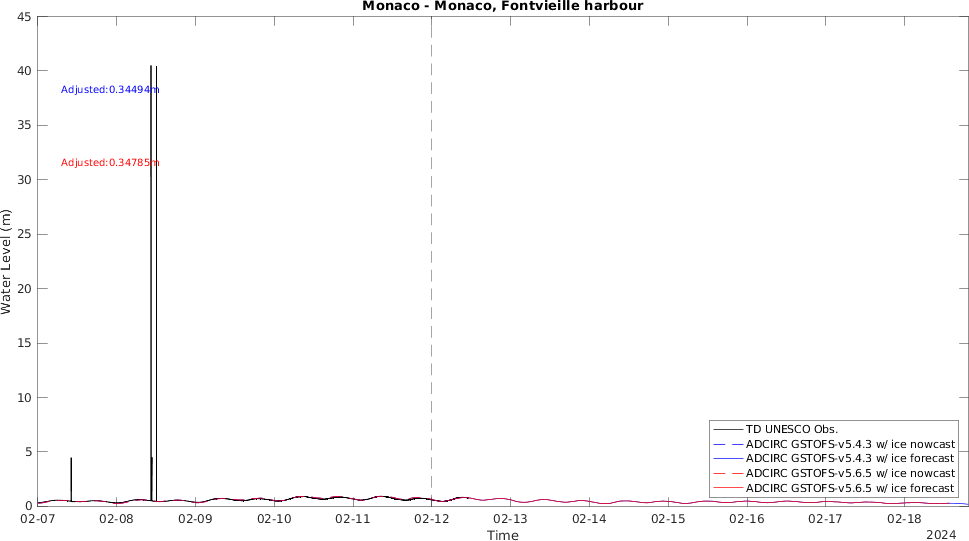 Monaco - Monaco, Fontvieille harbour
45
40
35
30
25
20
15
10
5
0
Water Level (m)
Adjusted:0.34494m
Adjusted:0.34785m
TD UNESCO Obs.
ADCIRC GSTOFS-v5.4.3 w/ ice nowcast
ADCIRC GSTOFS-v5.4.3 w/ ice forecast
ADCIRC GSTOFS-v5.6.5 w/ ice nowcast
ADCIRC GSTOFS-v5.6.5 w/ ice forecast
02-07 02-08 02-09 02-10 02-11 02-12 02-13 02-14 02-15 02-16 02-17 02-18
Time
2024